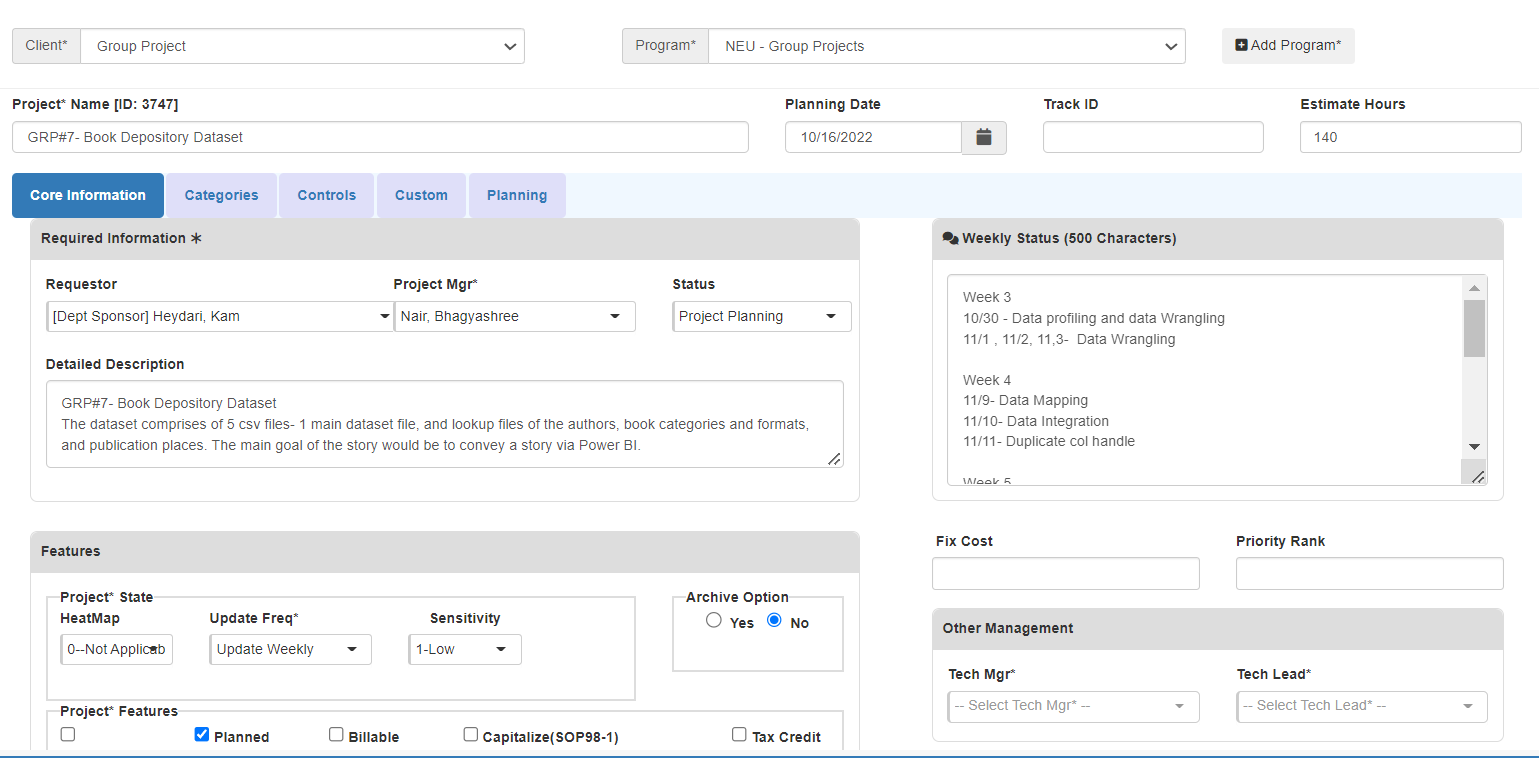 Client* Group Project Program* NEU - Group Projects Add Program*
Project* Name [ID: 3747] Planning Date Track ID Estimate Hours
GRP#7- Book Depository Dataset 10/16/2022 140
Core Information Categories Controls Custom Planning
Required Information *
Requestor Project Mgr* Status
[Dept Sponsor] Heydari, Kam Nair, Bhagyashree Project Planning
Detailed Description
GRP#7- Book Depository Dataset
The dataset comprises of 5 csv files- 1 main dataset file, and lookup files of the authors, book categories and formats,
and publication places. The main goal of the story would be to convey a story via Power BI.
Weekly Status (500 Characters)
Week 3
10/30 - Data profiling and data Wrangling
11/1 , 11/2, 11,3-  Data Wrangling
Week 4
11/9- Data Mapping
11/10- Data Integration
11/11- Duplicate col handle
Week 5
Features
Project* State
HeatMap Update Freq* Sensitivity
0--Not Applicab Update Weekly 1-Low
Archive Option
Yes No
Project* Features
Planned Billable Capitalize(SOP98-1) Tax Credit
Fix Cost Priority Rank
Other Management
Tech Mgr* Tech Lead*
-- Select Tech Mgr* -- -- Select Tech Lead* --